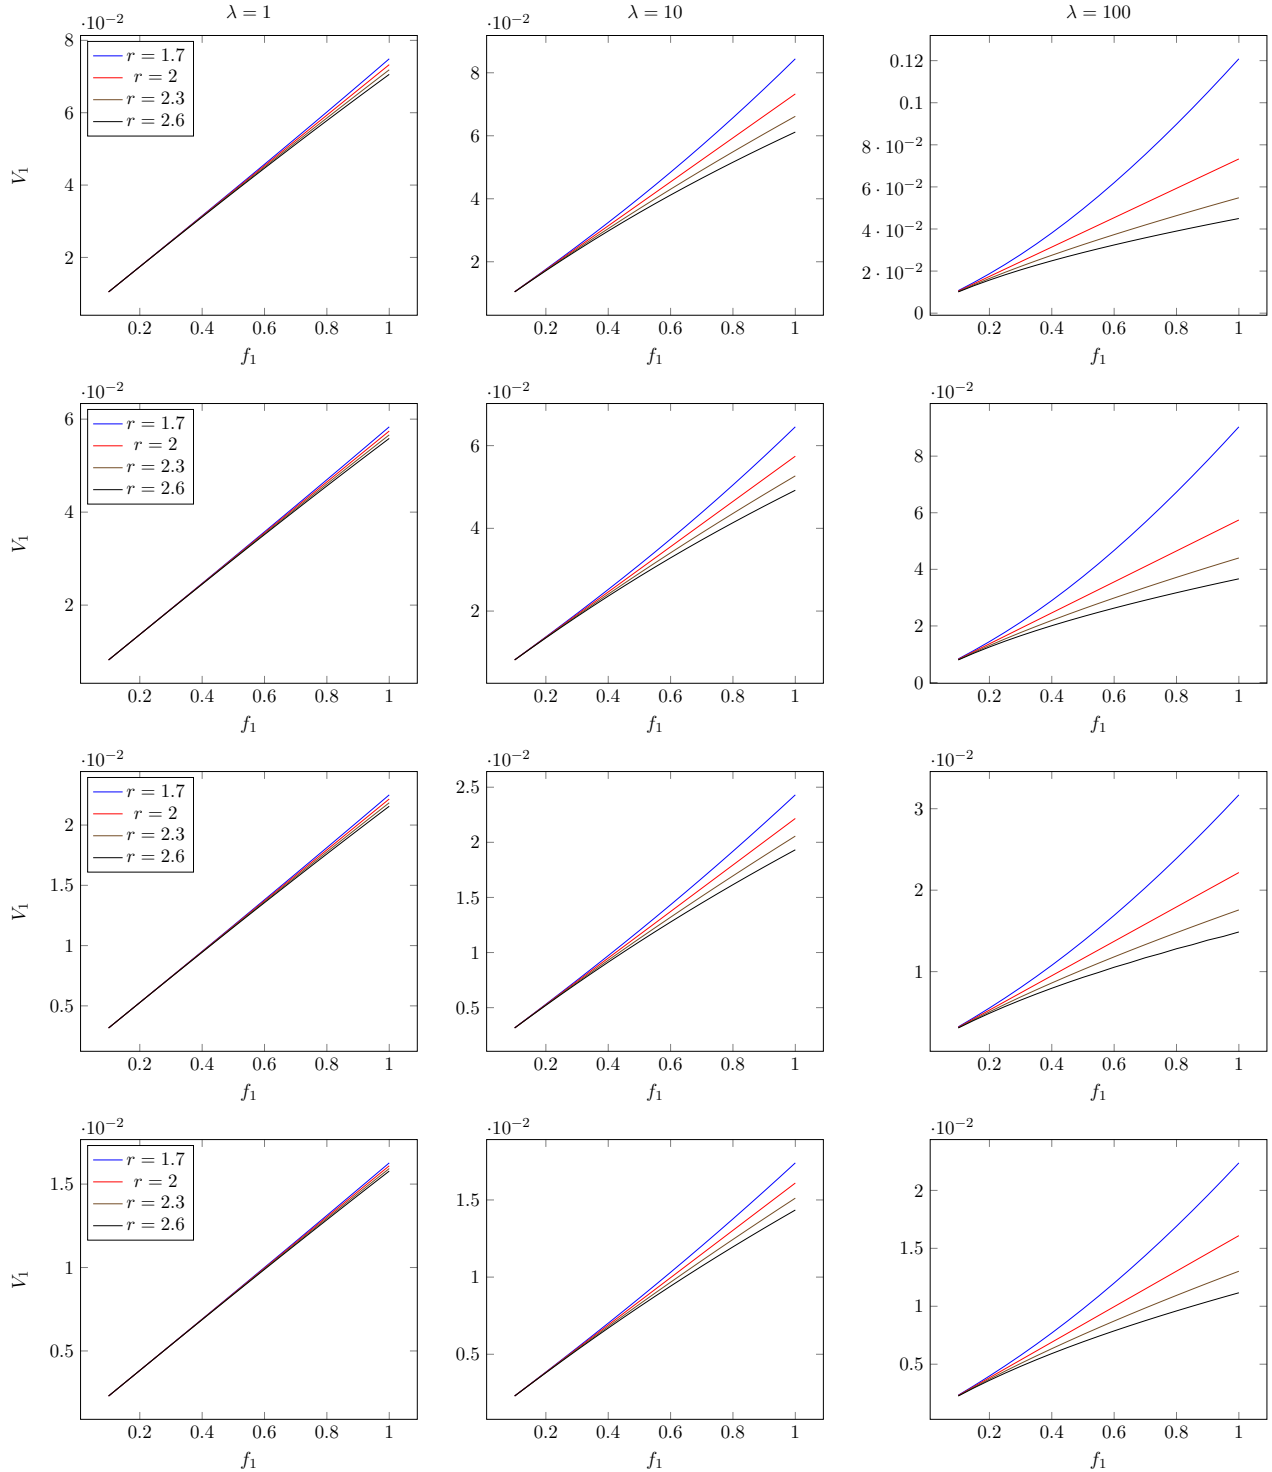 λ = 1
λ = 10
λ = 100
·10⁻²
8
6
4
2
0.2 0.4 0.6 0.8 1
f₁
V₁
r = 1.7
r = 2
r = 2.3
r = 2.6
·10⁻²
8
6
4
2
0.2 0.4 0.6 0.8 1
f₁
0.12
0.1
8 · 10⁻²
6 · 10⁻²
4 · 10⁻²
2 · 10⁻²
0
0.2 0.4 0.6 0.8 1
f₁
·10⁻²
6
4
2
0.2 0.4 0.6 0.8 1
f₁
V₁
r = 1.7
r = 2
r = 2.3
r = 2.6
·10⁻²
6
4
2
0.2 0.4 0.6 0.8 1
f₁
·10⁻²
8
6
4
2
0
0.2 0.4 0.6 0.8 1
f₁
·10⁻²
2
1.5
1
0.5
0.2 0.4 0.6 0.8 1
f₁
V₁
r = 1.7
r = 2
r = 2.3
r = 2.6
·10⁻²
2.5
2
1.5
1
0.5
0.2 0.4 0.6 0.8 1
f₁
·10⁻²
3
2
1
0.2 0.4 0.6 0.8 1
f₁
·10⁻²
1.5
1
0.5
0.2 0.4 0.6 0.8 1
f₁
V₁
r = 1.7
r = 2
r = 2.3
r = 2.6
·10⁻²
1.5
1
0.5
0.2 0.4 0.6 0.8 1
f₁
·10⁻²
2
1.5
1
0.5
0.2 0.4 0.6 0.8 1
f₁